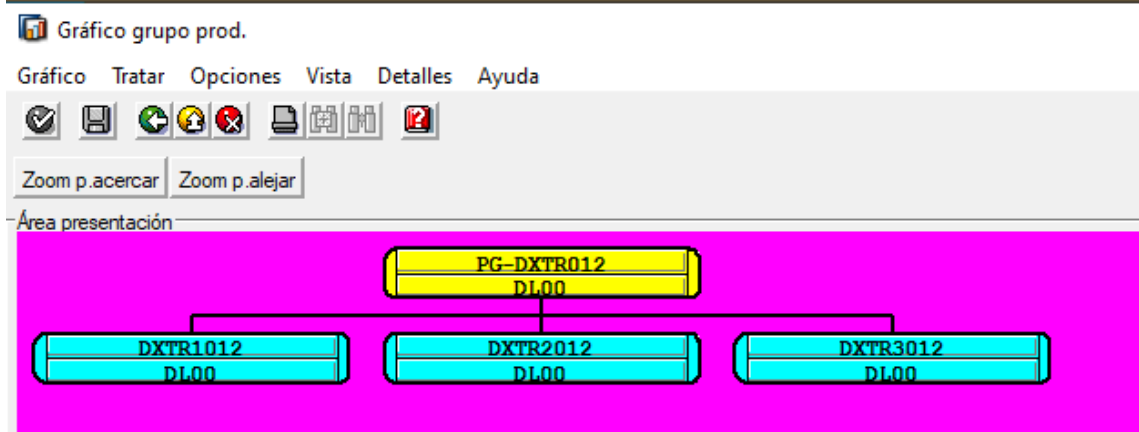 Gráfico grupo prod.
Gráfico Tratar Opciones Vista Detalles Ayuda
Zoom p.acercar Zoom p.alejar
Área presentación
PG-DXTR012
DL00
DXTR1012 DXTR2012 DXTR3012
DL00 DL00 DL00